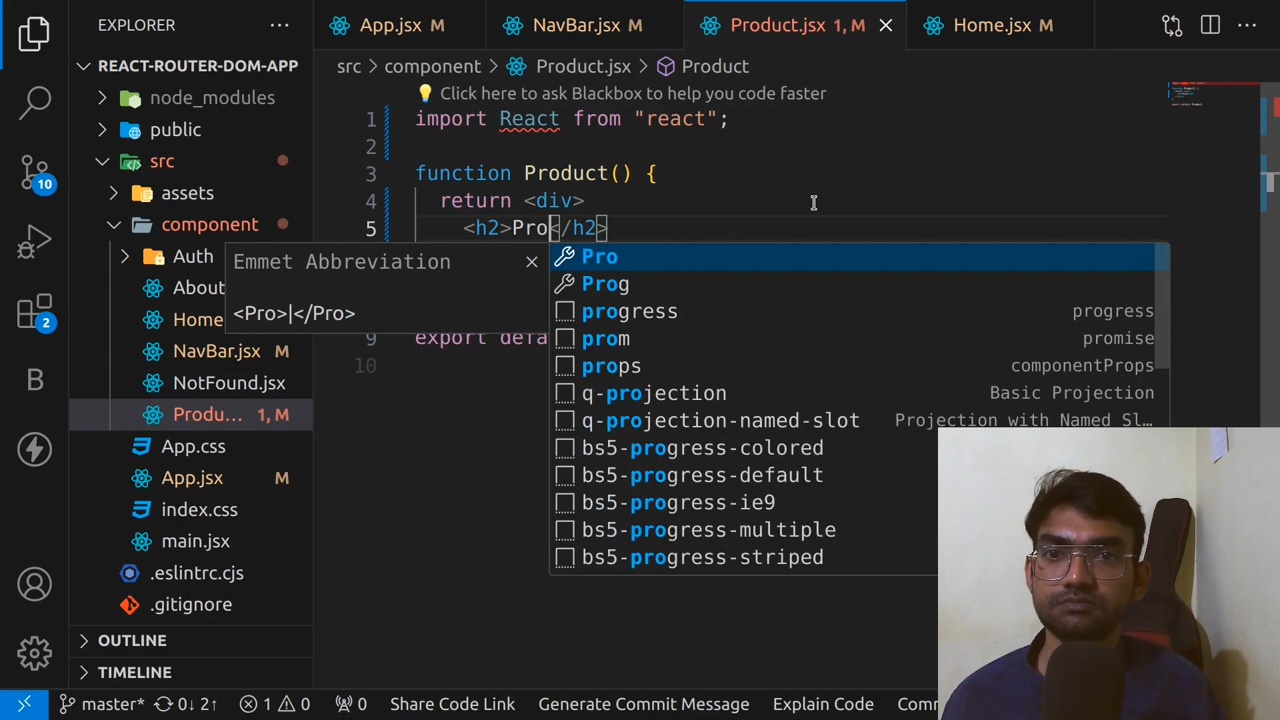 EXPLORER
App.jsx M
NavBar.jsx M
Product.jsx 1, M
Home.jsx M
REACT-ROUTER-DOM-APP
node_modules
public
src
assets
component
Auth
About
Home
NavBar.jsx M
NotFound.jsx
Produ... 1, M
App.css
App.jsx M
index.css
main.jsx
.eslintrc.cjs
.gitignore
OUTLINE
TIMELINE
10
2
B
src > component > Product.jsx > Product
Click here to ask Blackbox to help you code faster
1 import React from "react";
2
3 function Product() {
4 return <div>
5 <h2>Pro</h2>
Emmet Abbreviation
<Pro>|</Pro>
9 export defa
10
Pro
Prog
progress progress
prom promise
props componentProps
q-projection Basic Projection
q-projection-named-slot Projection with Named Sl…
bs5-progress-colored
bs5-progress-default
bs5-progress-ie9
bs5-progress-multiple
bs5-progress-striped
master* 0↓ 2↑ 1 0 0 Share Code Link Generate Commit Message Explain Code Com